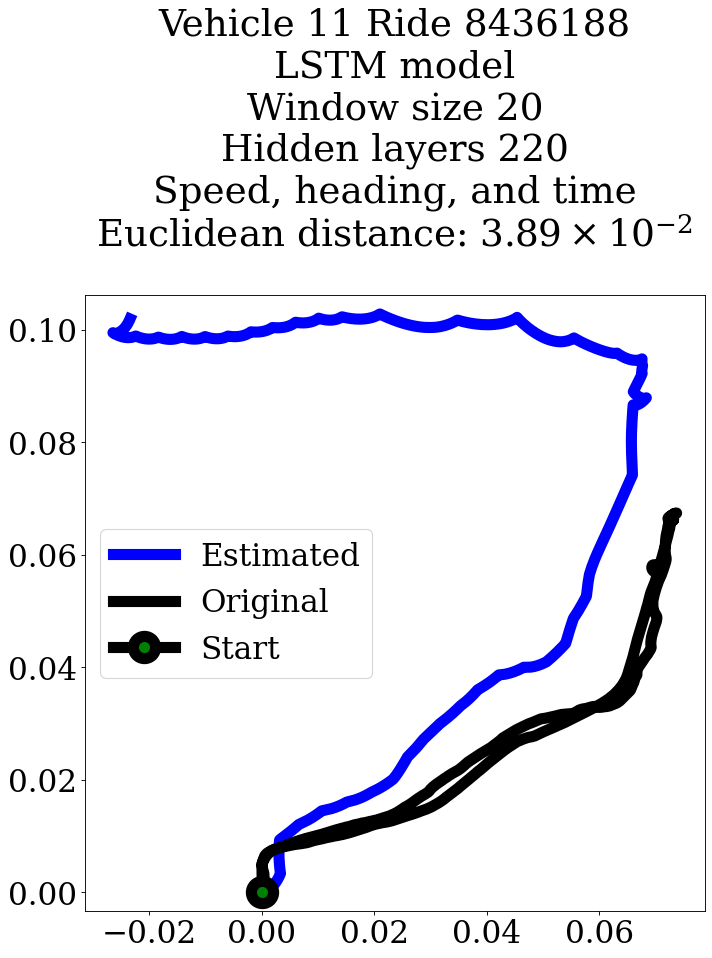 Vehicle 11 Ride 8436188
LSTM model
Window size 20
Hidden layers 220
Speed, heading, and time
Euclidean distance: 3.89 × 10⁻²
0.10
0.08
0.06
0.04
0.02
0.00
Estimated
Original
Start
−0.02 0.00 0.02 0.04 0.06